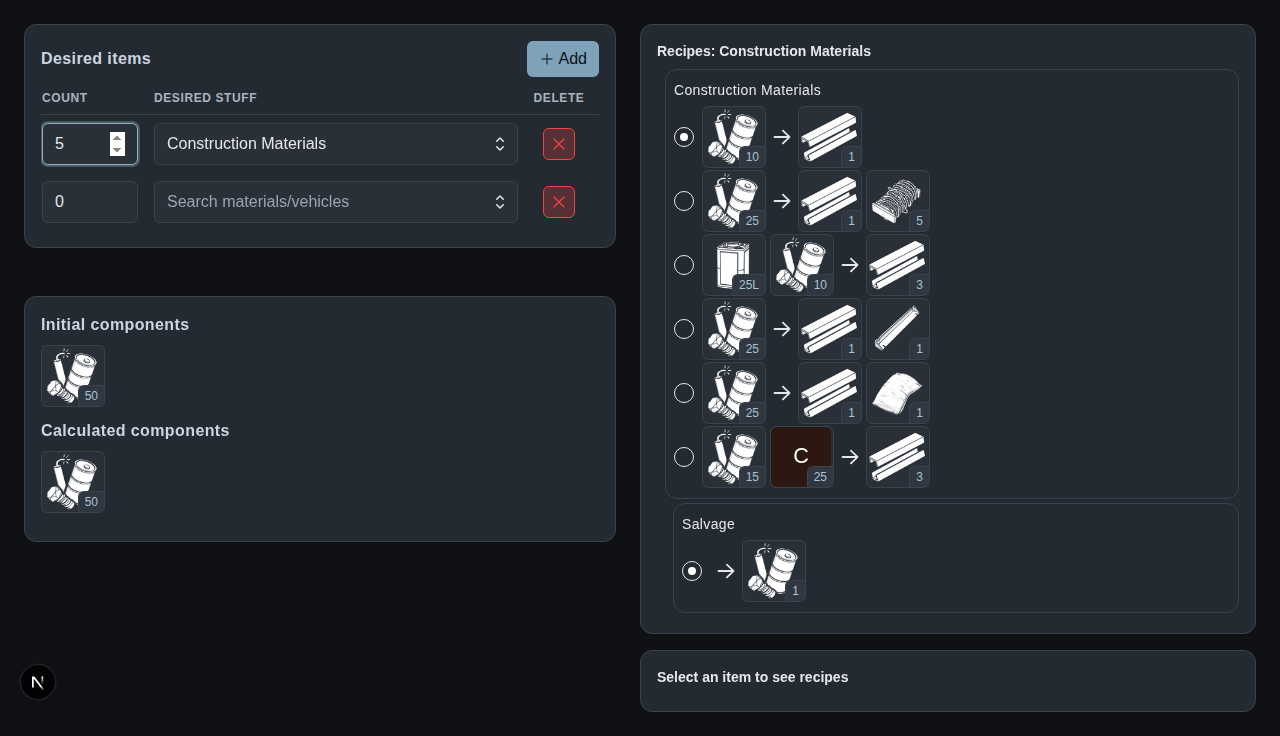 Desired items
+ Add
COUNT DESIRED STUFF DELETE
5 Construction Materials
0 Search materials/vehicles
Initial components
50
Calculated components
50
N
Recipes: Construction Materials
Construction Materials
10 1
25 1 5
25L 10 3
25 1 1
25 1 1
C
15 25 3
Salvage
1
Select an item to see recipes